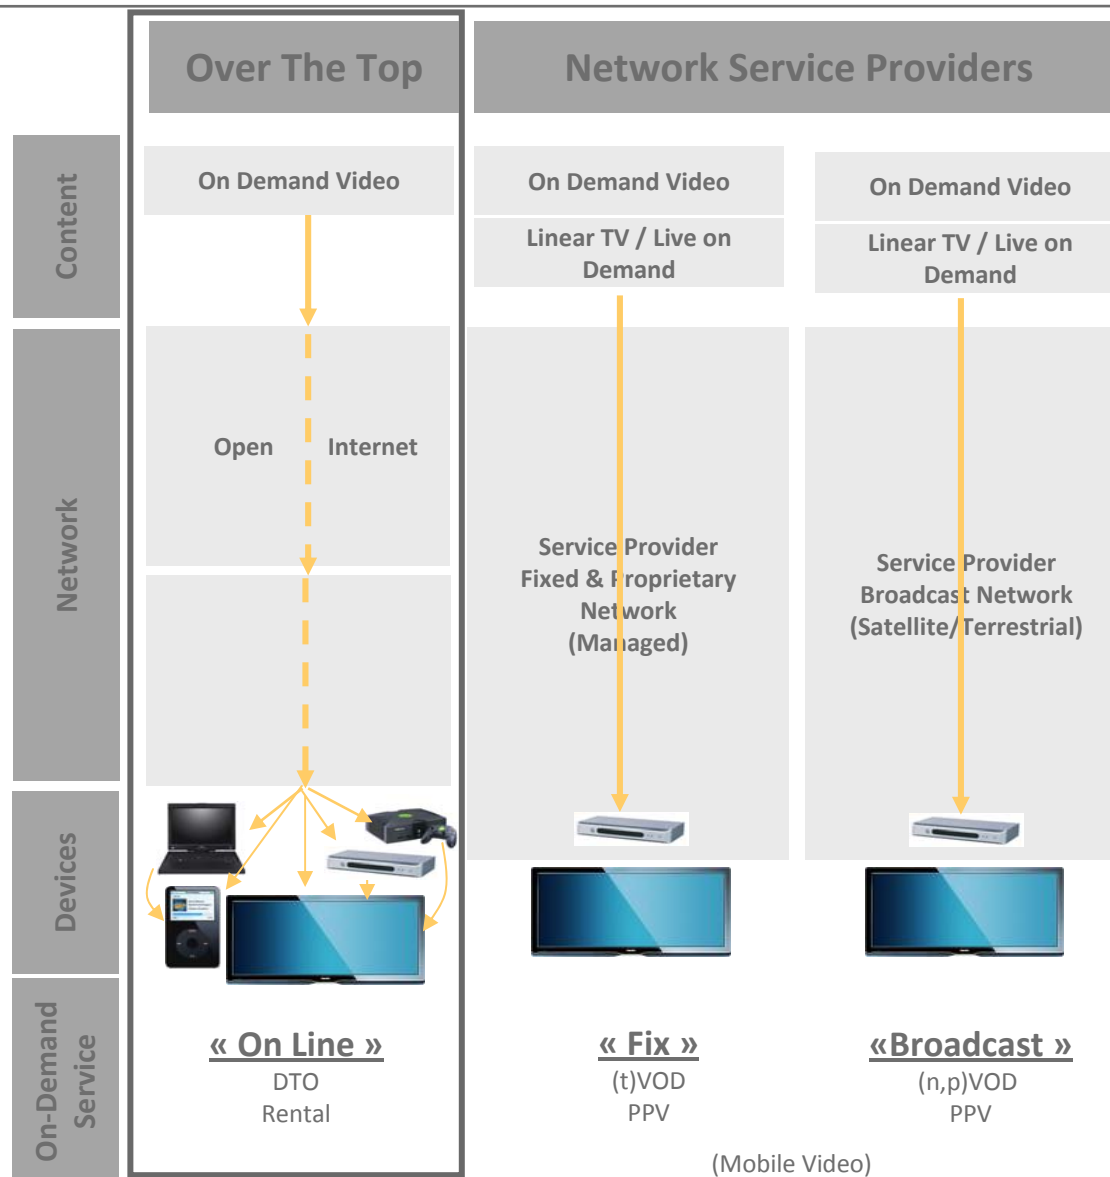 Over The Top
Network Service Providers
Content
On Demand Video
On Demand Video
Linear TV / Live on
Demand
On Demand Video
Linear TV / Live on
Demand
Network
Open Internet
Service Provider
Fixed & Proprietary
Network
(Managed)
Service Provider
Broadcast Network
(Satellite/Terrestrial)
Devices
On-Demand
Service
« On Line »
DTO
Rental
« Fix »
(t)VOD
PPV
«Broadcast »
(n,p)VOD
PPV
(Mobile Video)